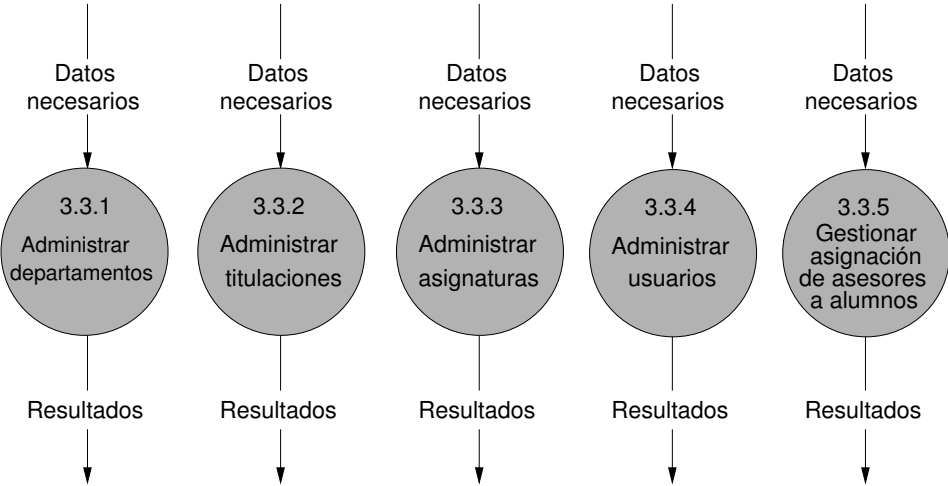 Datos
necesarios
Datos
necesarios
Datos
necesarios
Datos
necesarios
Datos
necesarios
3.3.1
Administrar
departamentos
3.3.2
Administrar
titulaciones
3.3.3
Administrar
asignaturas
3.3.4
Administrar
usuarios
3.3.5
Gestionar
asignación
de asesores
a alumnos
Resultados
Resultados
Resultados
Resultados
Resultados